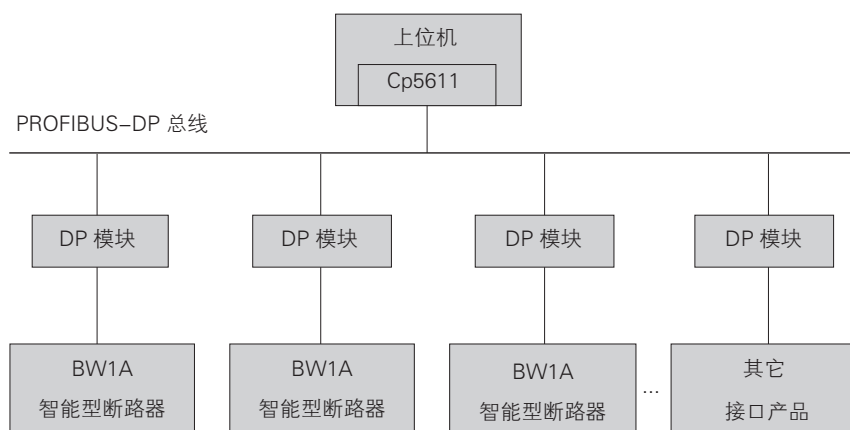 上位机
Cp5611
PROFIBUS–DP 总线
DP 模块
DP 模块
DP 模块
DP 模块
BW1A
智能型断路器
BW1A
智能型断路器
BW1A
智能型断路器
...
其它
接口产品